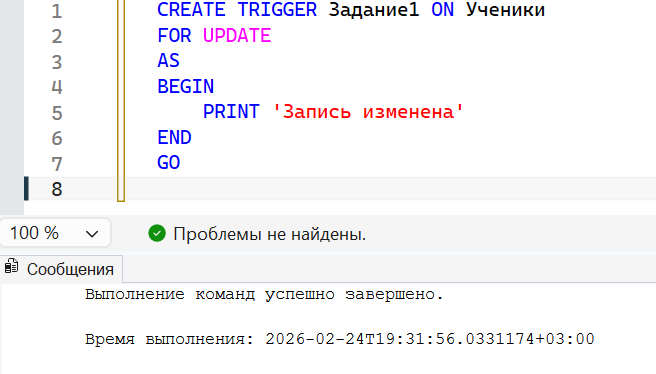 1 CREATE TRIGGER Задание1 ON Ученики
2 FOR UPDATE
3 AS
4 BEGIN
5 PRINT 'Запись изменена'
6 END
7 GO
8
100 %
Проблемы не найдены.
Сообщения
Выполнение команд успешно завершено.
Время выполнения: 2026-02-24T19:31:56.0331174+03:00